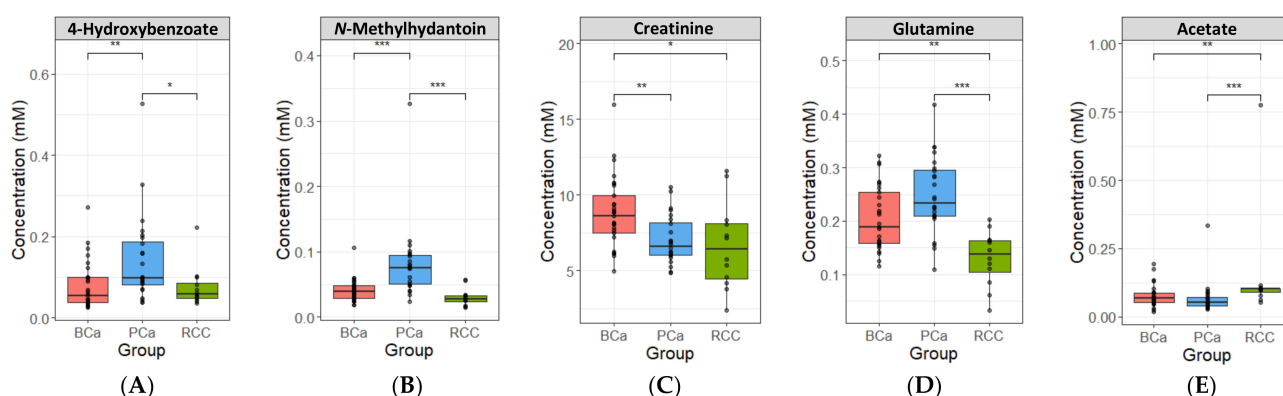 4-Hydroxybenzoate
**
*
Concentration (mM)
0.6
0.4
0.2
0.0
BCa PCa RCC
Group
(A)
N-Methylhydantoin
***
***
Concentration (mM)
0.4
0.3
0.2
0.1
0.0
BCa PCa RCC
Group
(B)
Creatinine
*
**
Concentration (mM)
20
15
10
5
BCa PCa RCC
Group
(C)
Glutamine
**
***
Concentration (mM)
0.5
0.4
0.3
0.2
0.1
BCa PCa RCC
Group
(D)
Acetate
**
***
Concentration (mM)
1.00
0.75
0.50
0.25
0.00
BCa PCa RCC
Group
(E)